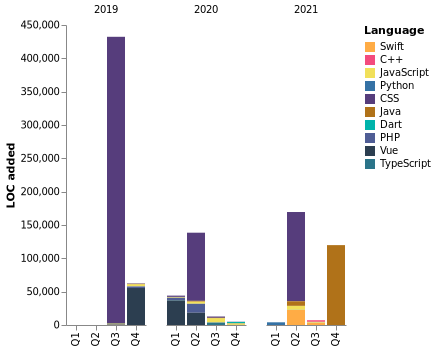 2019 2020 2021
450,000
400,000
350,000
300,000
250,000
200,000
150,000
100,000
50,000
0
LOC added
Q1 Q2 Q3 Q4 Q1 Q2 Q3 Q4 Q1 Q2 Q3 Q4
Language
Swift
C++
JavaScript
Python
CSS
Java
Dart
PHP
Vue
TypeScript